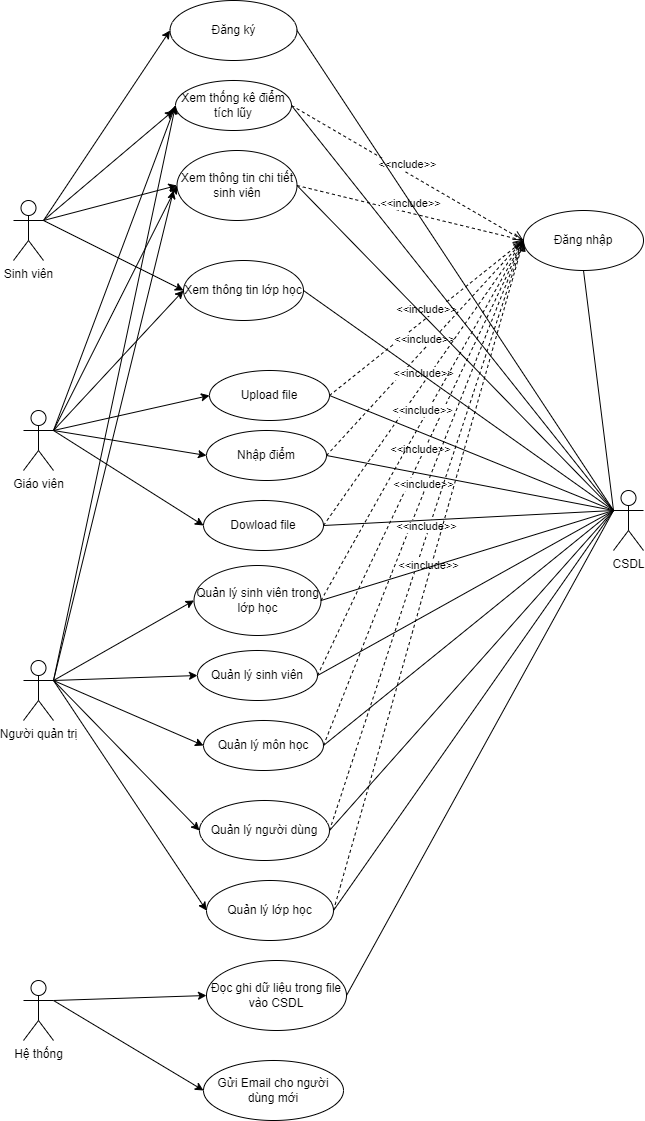 Đăng ký
Xem thống kê điểm
tích lũy
<<nclude>>
Xem thông tin chi tiết
sinh viên
<<include>>
Đăng nhập
Sinh viên
Xem thông tin lớp học
<<include>>
<<include>>
<<include>>
Upload file
<<include>>
Nhập điểm
<<include>>
Giáo viên
<<include>>
Dowload file
<<include>>
CSDL
<<include>>
Quản lý sinh viên trong
lớp học
Quản lý sinh viên
Người quản trị
Quản lý môn học
Quản lý người dùng
Quản lý lớp học
Đọc ghi dữ liệu trong file
vào CSDL
Hệ thống
Gửi Email cho người
dùng mới